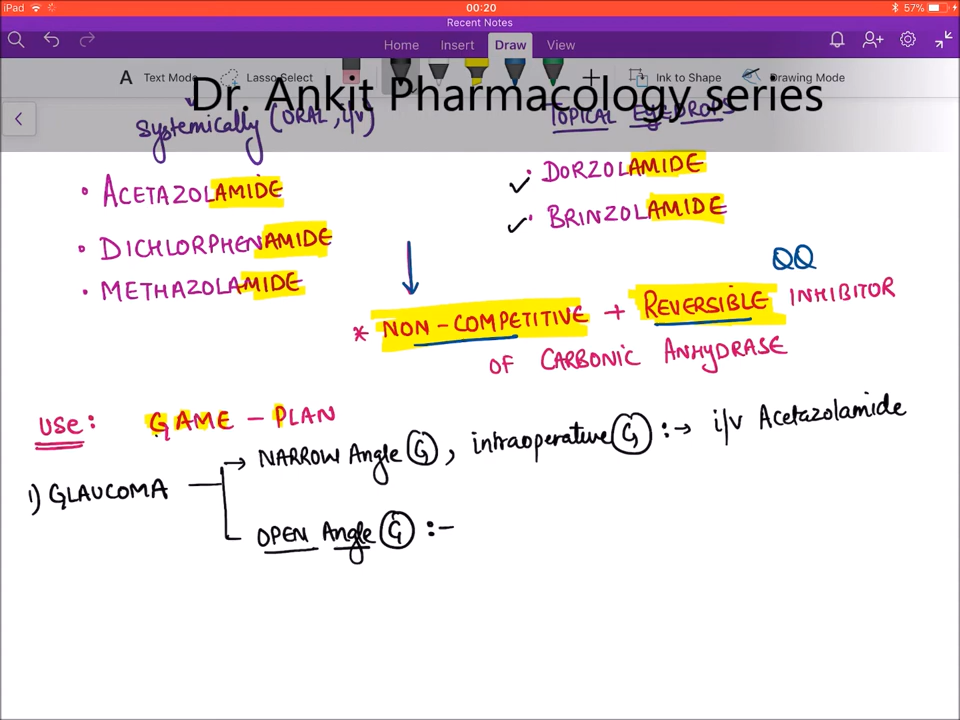 iPad 00:20 57%
Recent Notes
Home Insert Draw View
A Text Mode Lasso Select Ink to Shape Drawing Mode
Dr. Ankit Pharmacology series
systemically (ORAL, i/v)
TOPICAL EYEDROPS
• ACETAZOLAMIDE
• DICHLORPHENAMIDE
• METHAZOLAMIDE
• DORZOLAMIDE
• BRINZOLAMIDE
QQ
* NON-COMPETITIVE + REVERSIBLE INHIBITOR
OF CARBONIC ANHYDRASE
USE: GAME - PLAN
1) GLAUCOMA
→ NARROW Angle G, intraoperative G :→ i/v Acetazolamide
OPEN Angle G :-